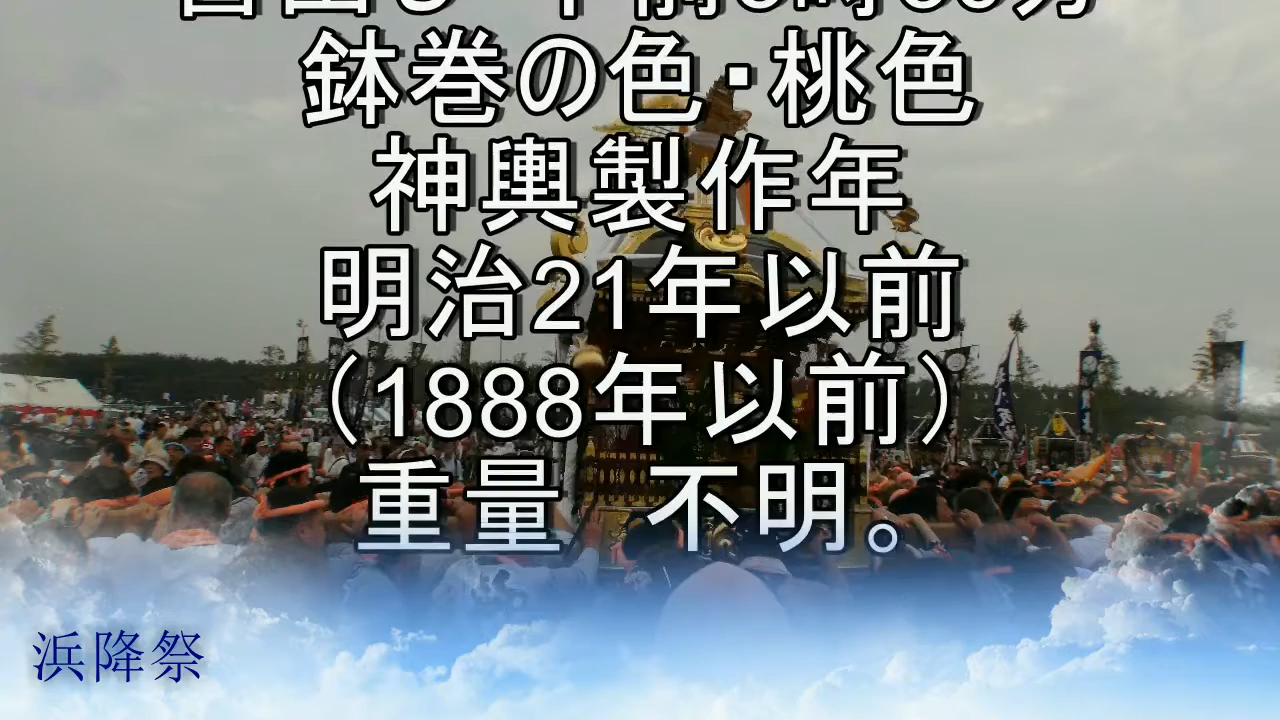 鉢巻の色・桃色
神輿製作年
明治21年以前
（1888年以前）
重量　不明。
浜降祭